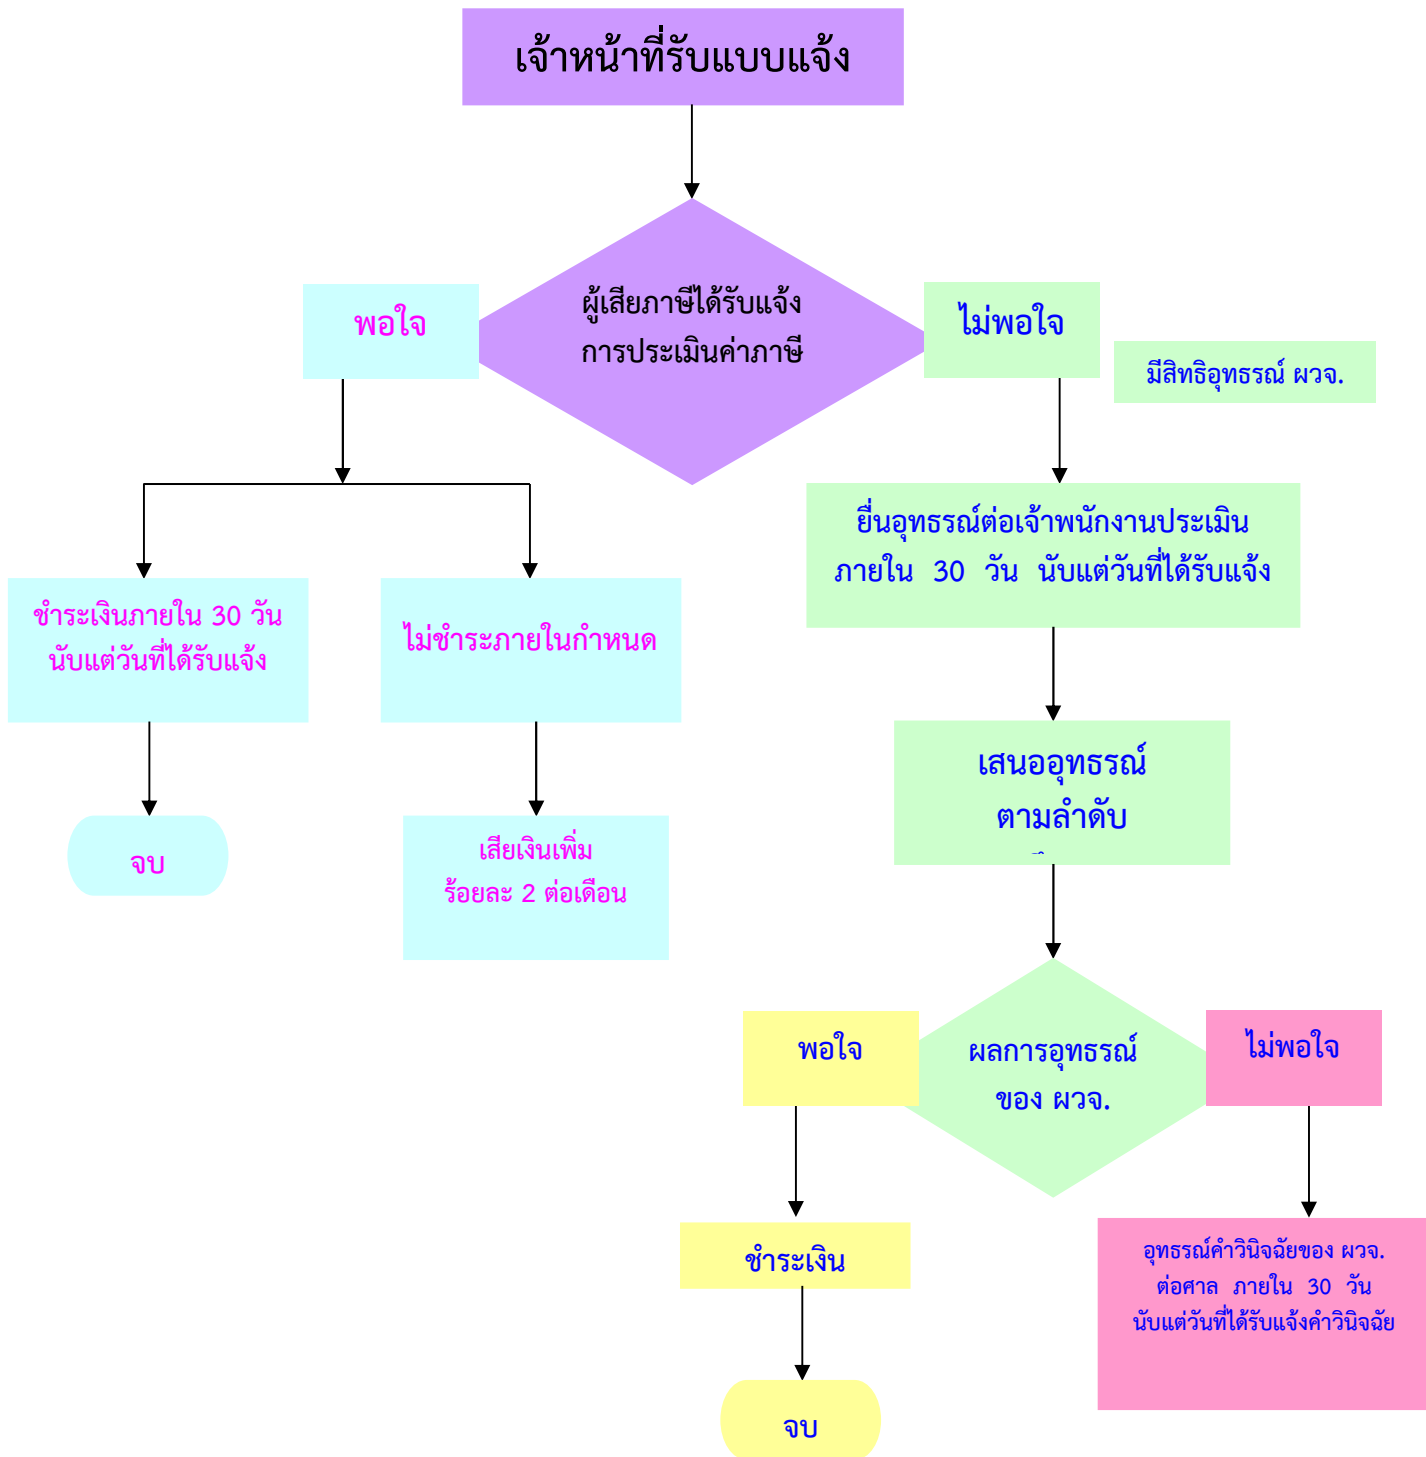 เจ้าหน้าที่รับแบบแจ้ง
ผู้เสียภาษีได้รับแจ้ง
การประเมินค่าภาษี
พอใจ
ไม่พอใจ
มีสิทธิอุทธรณ์ ผวจ.
ชำระเงินภายใน 30 วัน
นับแต่วันที่ได้รับแจ้ง
ไม่ชำระภายในกำหนด
ยื่นอุทธรณ์ต่อเจ้าพนักงานประเมิน
ภายใน 30 วัน นับแต่วันที่ได้รับแจ้ง
จบ
เสียเงินเพิ่ม
ร้อยละ 2 ต่อเดือน
เสนออุทธรณ์
ตามลำดับ
พอใจ
ผลการอุทธรณ์
ของ ผวจ.
ไม่พอใจ
ชำระเงิน
อุทธรณ์คำวินิจฉัยของ ผวจ.
ต่อศาล ภายใน 30 วัน
นับแต่วันที่ได้รับแจ้งคำวินิจฉัย
จบ